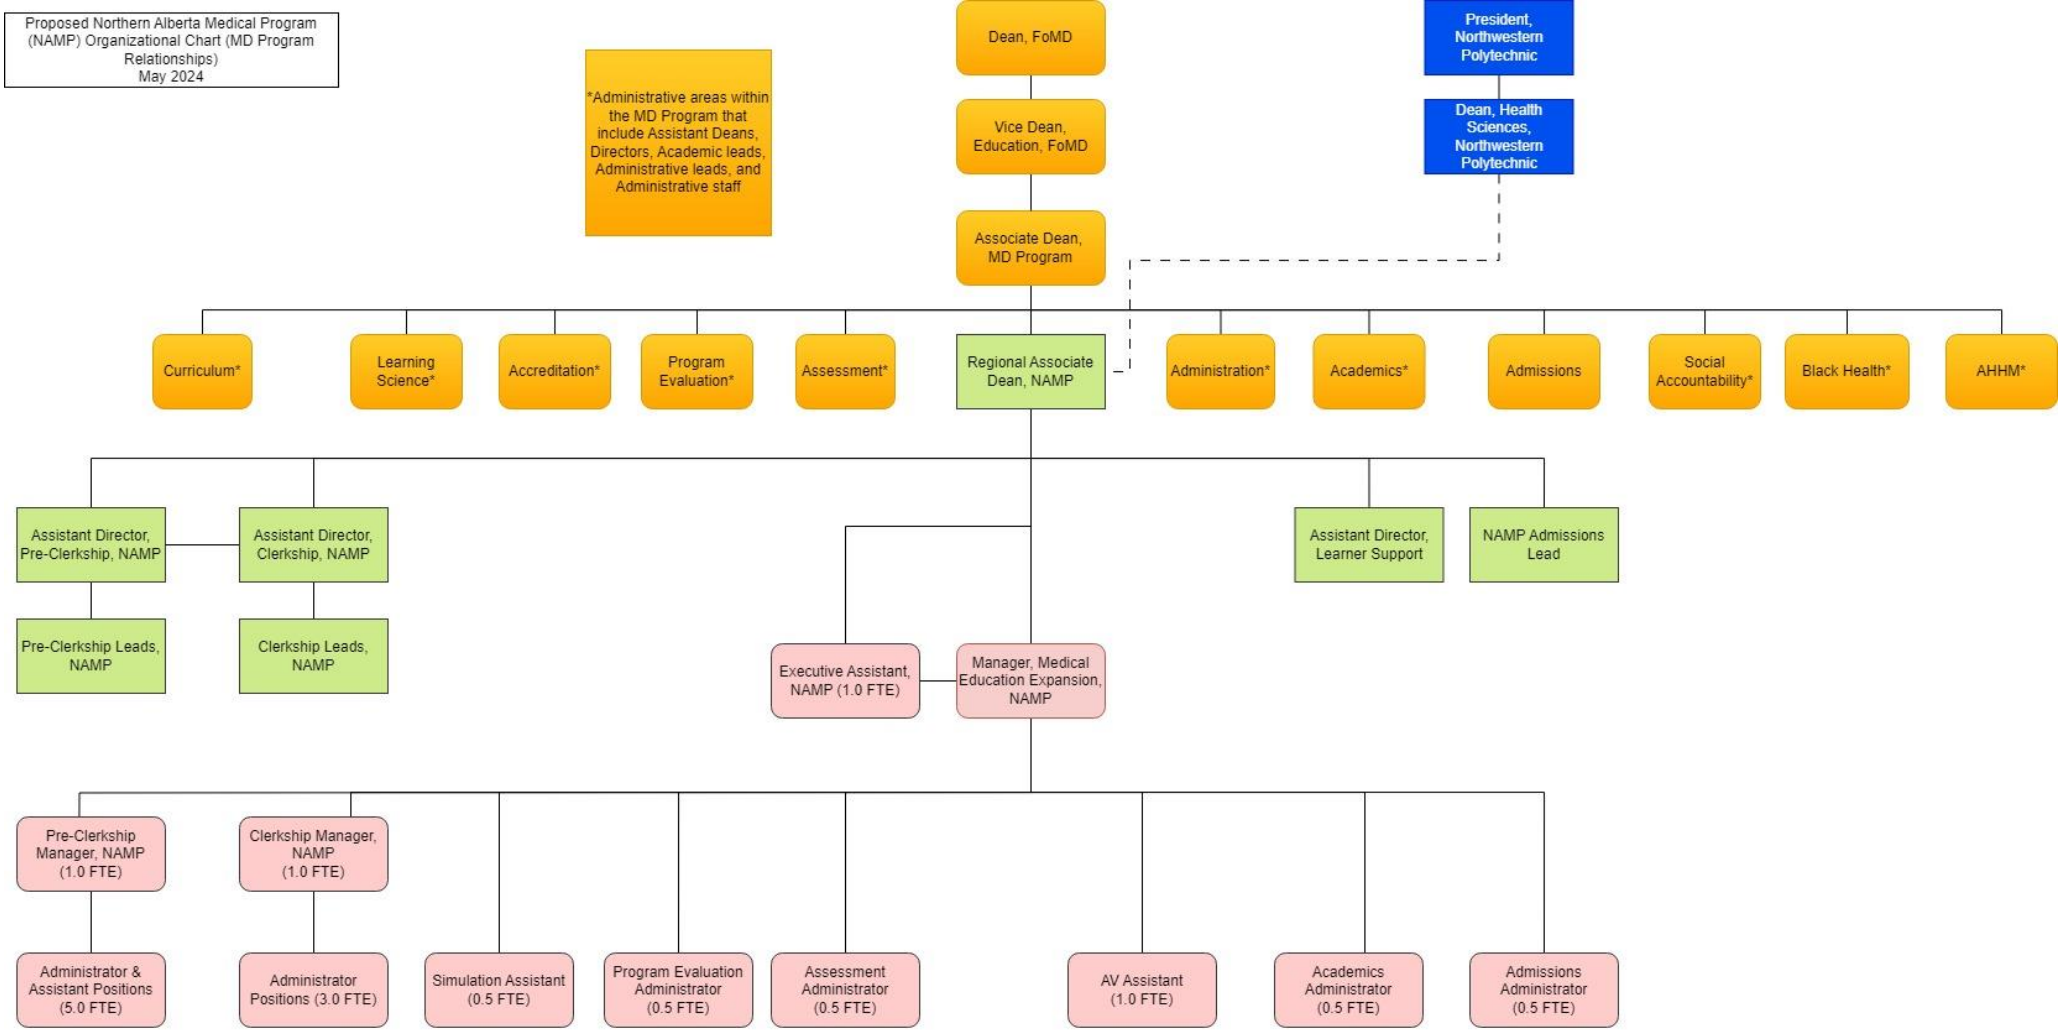 Proposed Northern Alberta Medical Program
(NAMP) Organizational Chart (MD Program
Relationships)
May 2024
*Administrative areas within
the MD Program that
include Assistant Deans,
Directors, Academic leads,
Administrative leads, and
Administrative staff
Dean, FoMD
President,
Northwestern
Polytechnic
Vice Dean,
Education, FoMD
Dean, Health
Sciences,
Northwestern
Polytechnic
Associate Dean,
MD Program
Curriculum*
Learning
Science*
Accreditation*
Program
Evaluation*
Assessment*
Regional Associate
Dean, NAMP
Administration*
Academics*
Admissions
Social
Accountability*
Black Health*
AHHM*
Assistant Director,
Pre-Clerkship, NAMP
Assistant Director,
Clerkship, NAMP
Assistant Director,
Learner Support
NAMP Admissions
Lead
Pre-Clerkship Leads,
NAMP
Clerkship Leads,
NAMP
Executive Assistant,
NAMP (1.0 FTE)
Manager, Medical
Education Expansion,
NAMP
Pre-Clerkship
Manager, NAMP
(1.0 FTE)
Clerkship Manager,
NAMP
(1.0 FTE)
Administrator &
Assistant Positions
(5.0 FTE)
Administrator
Positions (3.0 FTE)
Simulation Assistant
(0.5 FTE)
Program Evaluation
Administrator
(0.5 FTE)
Assessment
Administrator
(0.5 FTE)
AV Assistant
(1.0 FTE)
Academics
Administrator
(0.5 FTE)
Admissions
Administrator
(0.5 FTE)